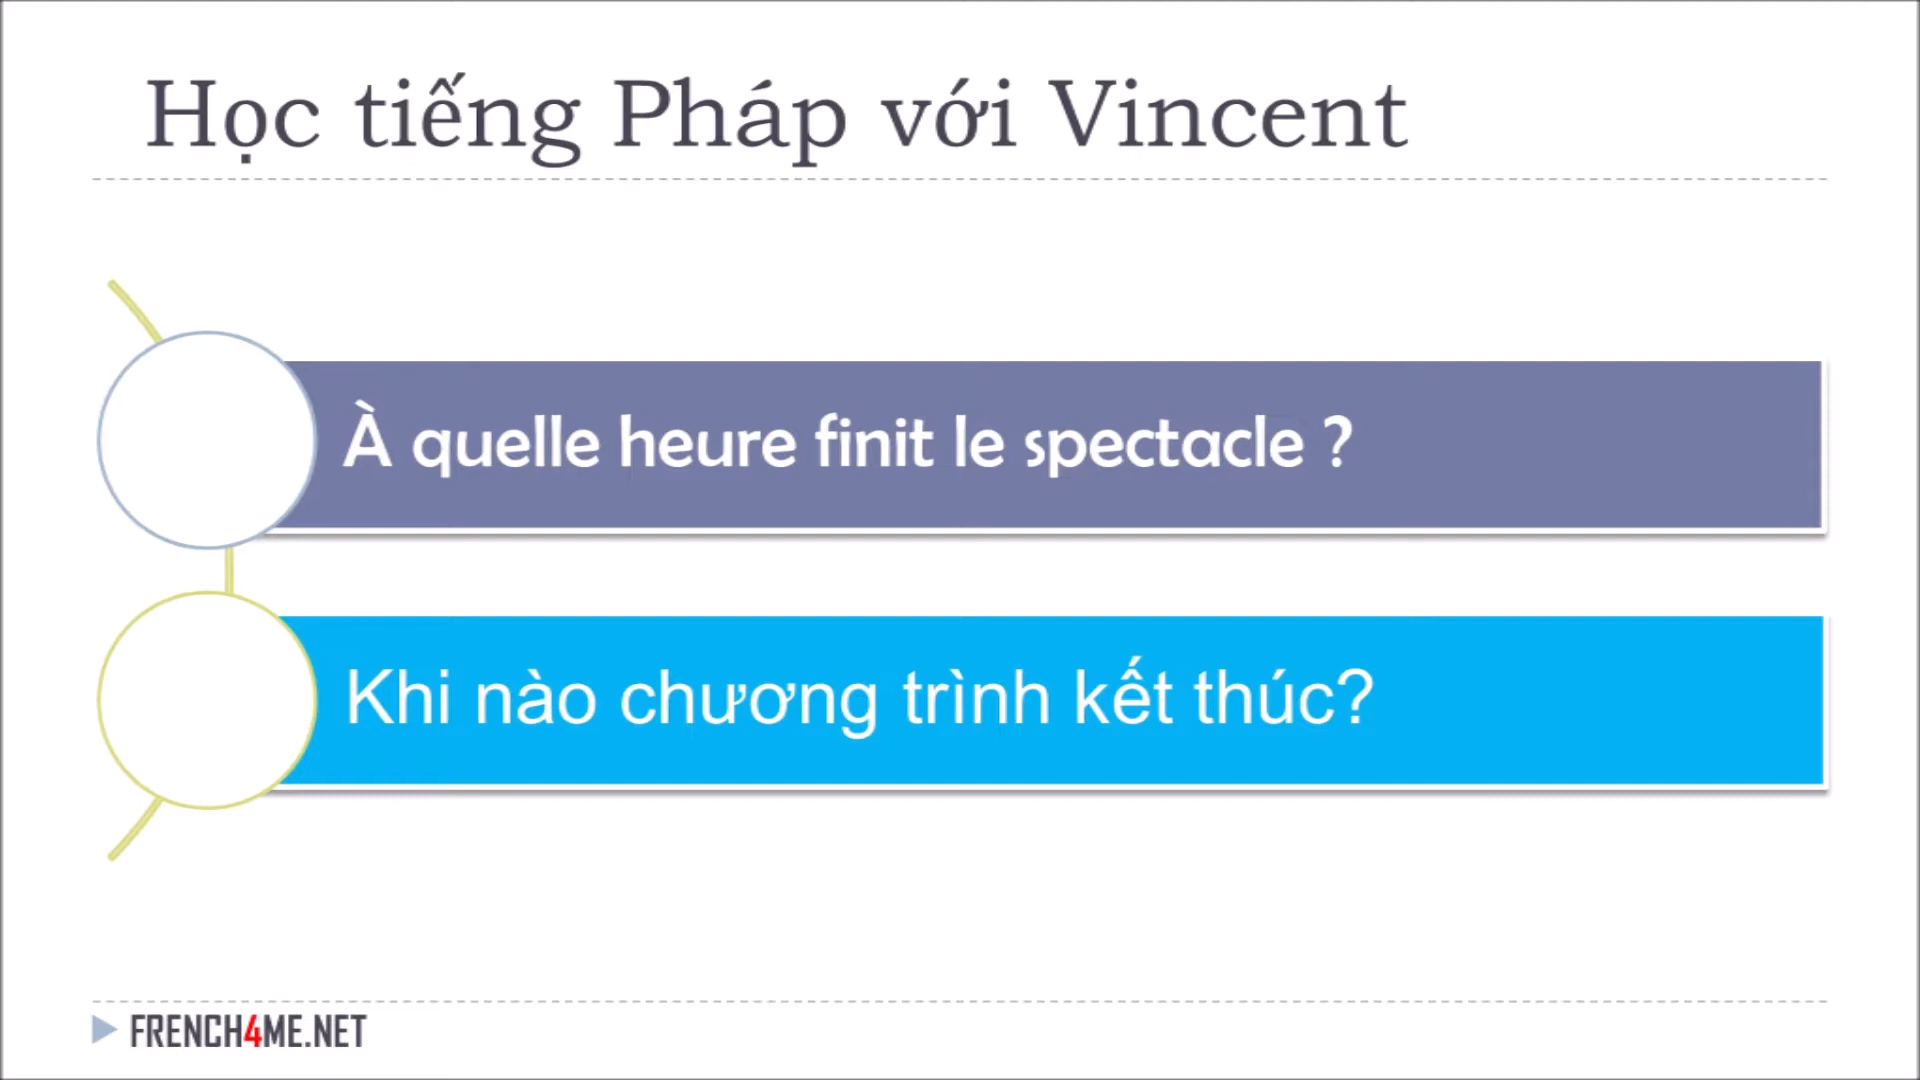 Học tiếng Pháp với Vincent
À quelle heure finit le spectacle ?
Khi nào chương trình kết thúc?
FRENCH4ME.NET